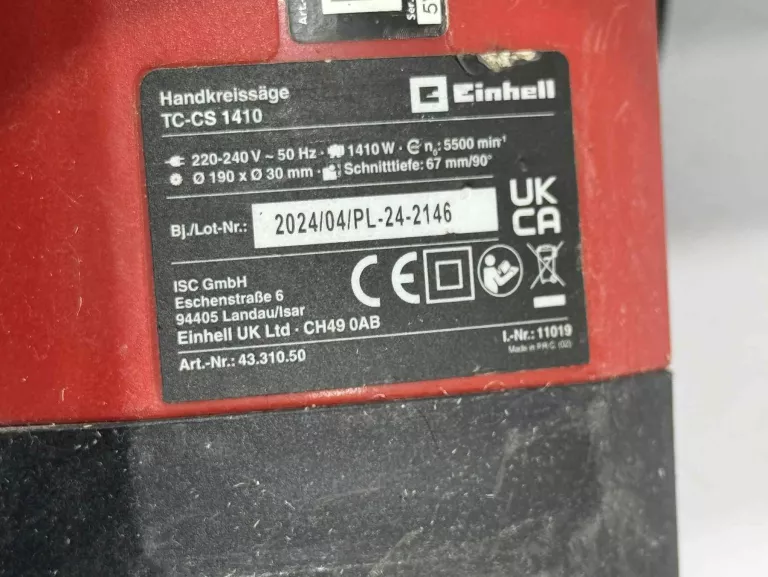 Art.-
Ser.-
Handkreissäge
TC-CS 1410
Einhell
220-240 V ~ 50 Hz · 1410 W · n₀: 5500 min⁻¹
Ø 190 x Ø 30 mm · Schnitttiefe: 67 mm/90°
Bj./Lot-Nr.: 2024/04/PL-24-2146
UK
CA
CE
ISC GmbH
Eschenstraße 6
94405 Landau/Isar
Einhell UK Ltd · CH49 0AB
Art.-Nr.: 43.310.50
I.-Nr.: 11019
Made in P.R.C. (02)